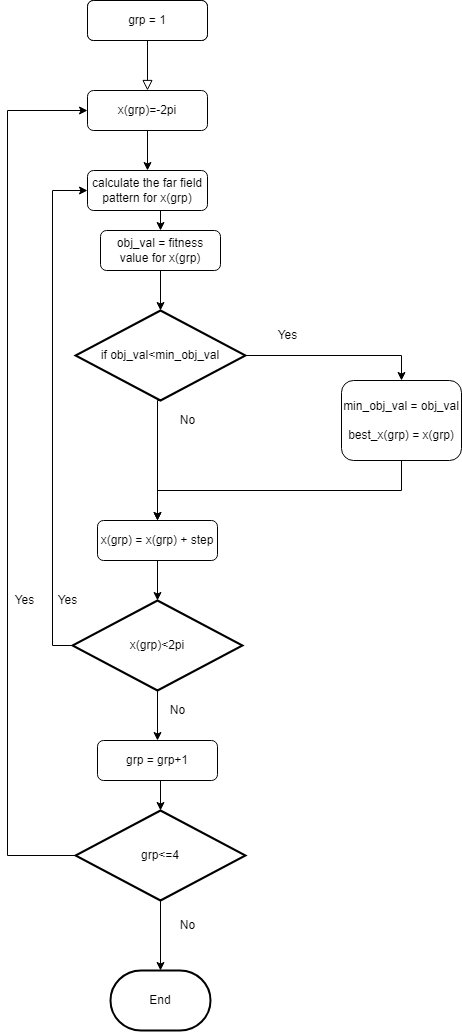 grp = 1
x(grp)=-2pi
calculate the far field
pattern for x(grp)
obj_val = fitness
value for x(grp)
if obj_val<min_obj_val
Yes
min_obj_val = obj_val
best_x(grp) = x(grp)
No
x(grp) = x(grp) + step
Yes
Yes
x(grp)<2pi
No
grp = grp+1
grp<=4
No
End